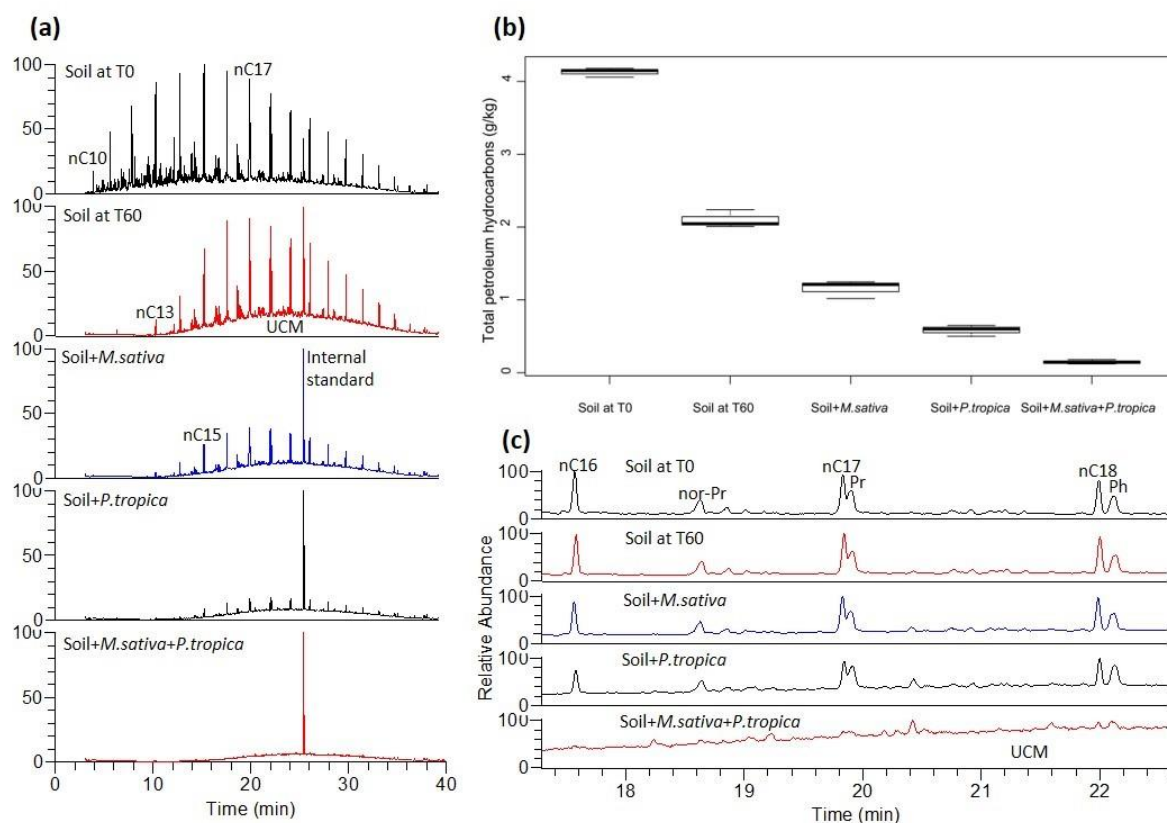 (a)
100
Soil at T0
nC17
50
nC10
0
100
Soil at T60
50
nC13
UCM
0
100
Soil+M.sativa
Internal
standard
50
nC15
0
100
Soil+P.tropica
50
0
100
Soil+M.sativa+P.tropica
50
0
0 10 20 30 40
Time (min)
(b)
Total petroleum hydrocarbons (g/kg)
4
3
2
1
0
Soil at T0 Soil at T60 Soil+M.sativa Soil+P.tropica Soil+M.sativa+P.tropica
(c)
Relative Abundance
nC16 Soil at T0 nC17 nC18
100
nor-Pr Pr Ph
0
Soil at T60
100
0
Soil+M.sativa
100
0
Soil+P.tropica
100
0
Soil+M.sativa+P.tropica
100
UCM
0
18 19 20 21 22
Time (min)